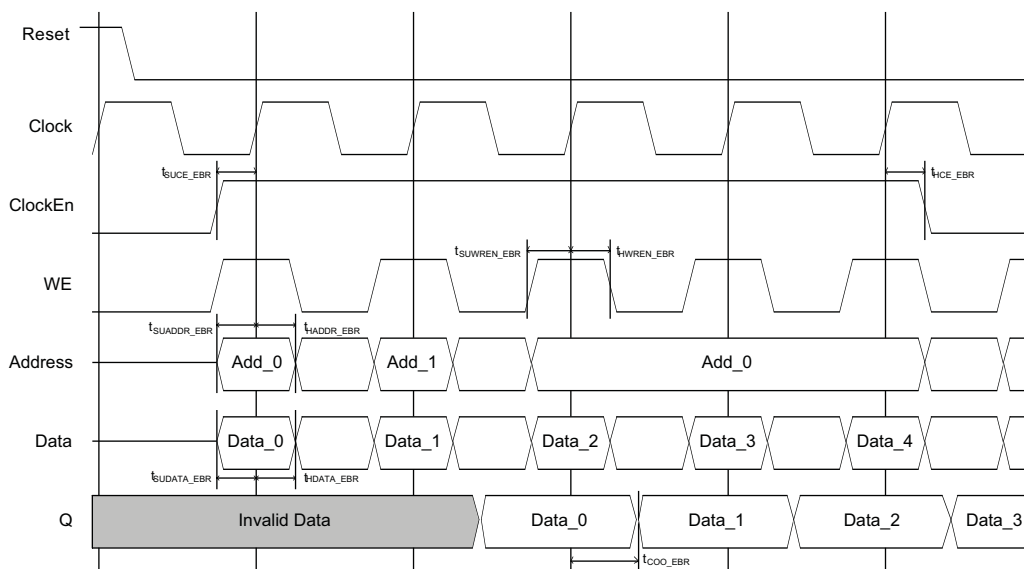 Reset
Clock
tSUCE_EBR tHCE_EBR
ClockEn
tSUWREN_EBR tHWREN_EBR
WE
tSUADDR_EBR tHADDR_EBR
Address Add_0 Add_1 Add_0
Data Data_0 Data_1 Data_2 Data_3 Data_4
tSUDATA_EBR tHDATA_EBR
Q Invalid Data Data_0 Data_1 Data_2 Data_3
tCOO_EBR